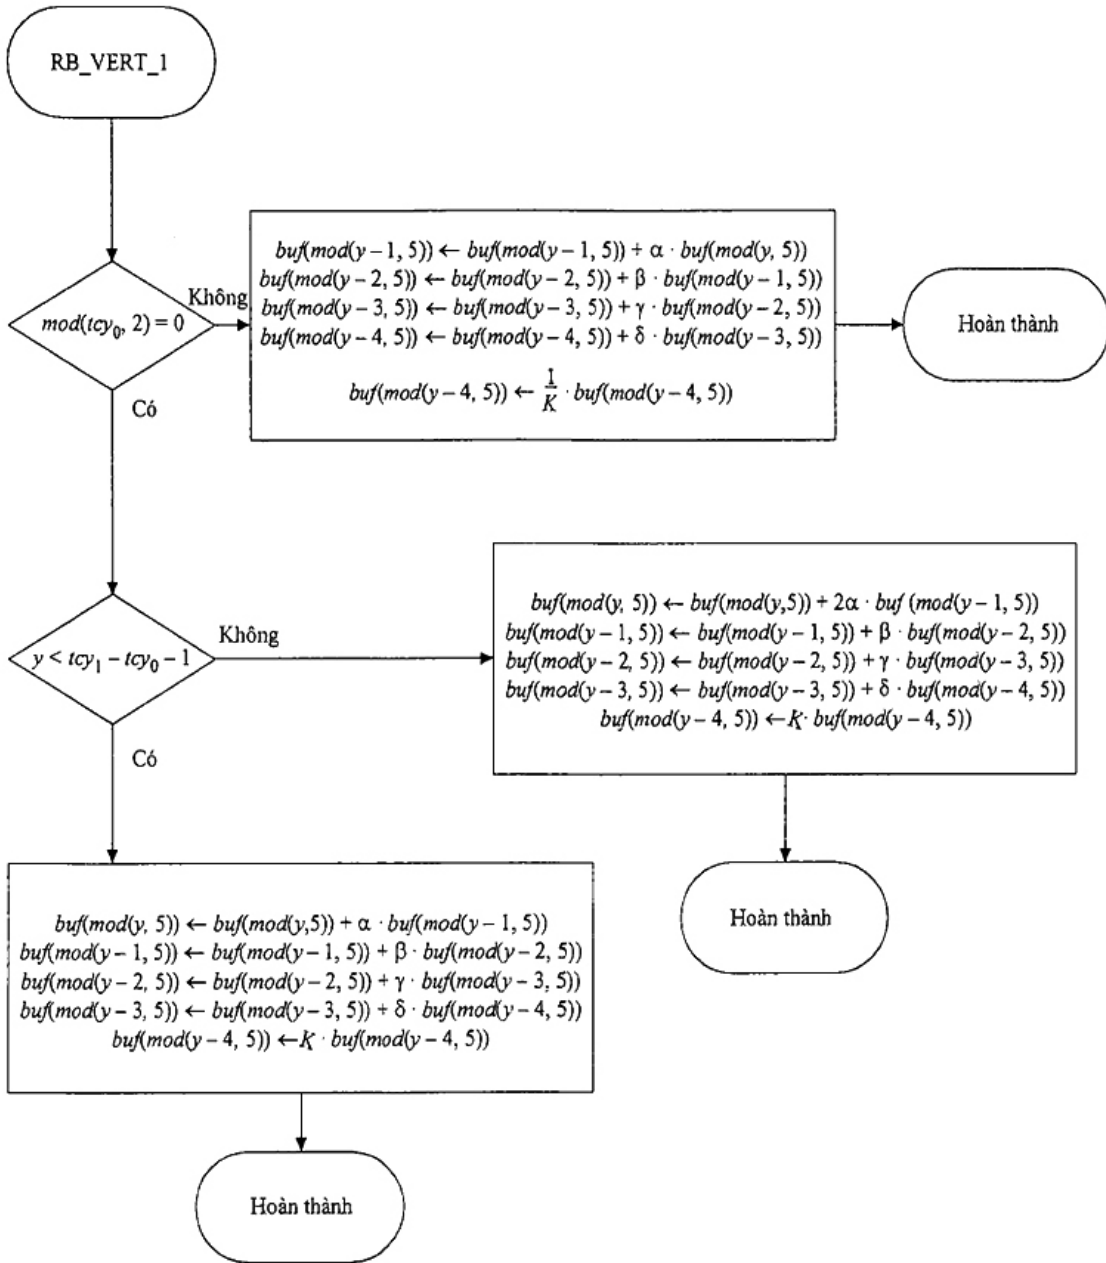 RB_VERT_1
mod(tcy₀, 2) = 0
Không
buf(mod(y – 1, 5)) ← buf(mod(y – 1, 5)) + α · buf(mod(y, 5))
buf(mod(y – 2, 5)) ← buf(mod(y – 2, 5)) + β · buf(mod(y – 1, 5))
buf(mod(y – 3, 5)) ← buf(mod(y – 3, 5)) + γ · buf(mod(y – 2, 5))
buf(mod(y – 4, 5)) ← buf(mod(y – 4, 5)) + δ · buf(mod(y – 3, 5))
buf(mod(y – 4, 5)) ← 1/K · buf(mod(y – 4, 5))
Hoàn thành
Có
y < tcy₁ – tcy₀ – 1
Không
buf(mod(y, 5)) ← buf(mod(y,5)) + 2α · buf (mod(y – 1, 5))
buf(mod(y – 1, 5)) ← buf(mod(y – 1, 5)) + β · buf(mod(y – 2, 5))
buf(mod(y – 2, 5)) ← buf(mod(y – 2, 5)) + γ · buf(mod(y – 3, 5))
buf(mod(y – 3, 5)) ← buf(mod(y – 3, 5)) + δ · buf(mod(y – 4, 5))
buf(mod(y – 4, 5)) ← K · buf(mod(y – 4, 5))
Hoàn thành
Có
buf(mod(y, 5)) ← buf(mod(y,5)) + α · buf(mod(y – 1, 5))
buf(mod(y – 1, 5)) ← buf(mod(y – 1, 5)) + β · buf(mod(y – 2, 5))
buf(mod(y – 2, 5)) ← buf(mod(y – 2, 5)) + γ · buf(mod(y – 3, 5))
buf(mod(y – 3, 5)) ← buf(mod(y – 3, 5)) + δ · buf(mod(y – 4, 5))
buf(mod(y – 4, 5)) ← K · buf(mod(y – 4, 5))
Hoàn thành